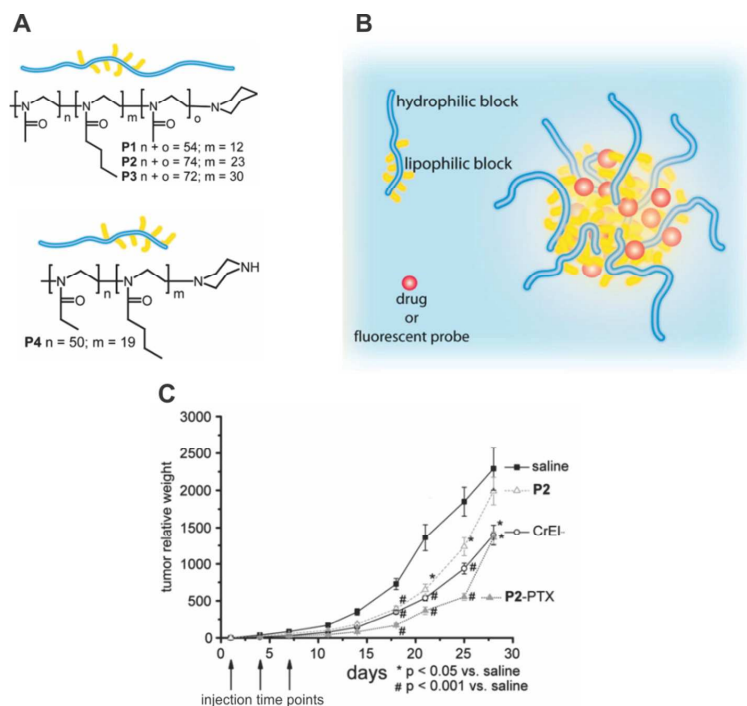 A
N N N N
n m o
O O O
P1 n + o = 54; m = 12
P2 n + o = 74; m = 23
P3 n + o = 72; m = 30
N N N NH
n m
O O
P4 n = 50; m = 19
B
hydrophilic block
lipophilic block
drug
or
fluorescent probe
C
tumor relative weight
3000
2500
2000
1500
1000
500
0
0 5 10 15 20 25 30
days
saline
P2
CrEl-
P2-PTX
* * * * 
# # # # # # #
* p < 0.05 vs. saline
# p < 0.001 vs. saline
injection time points